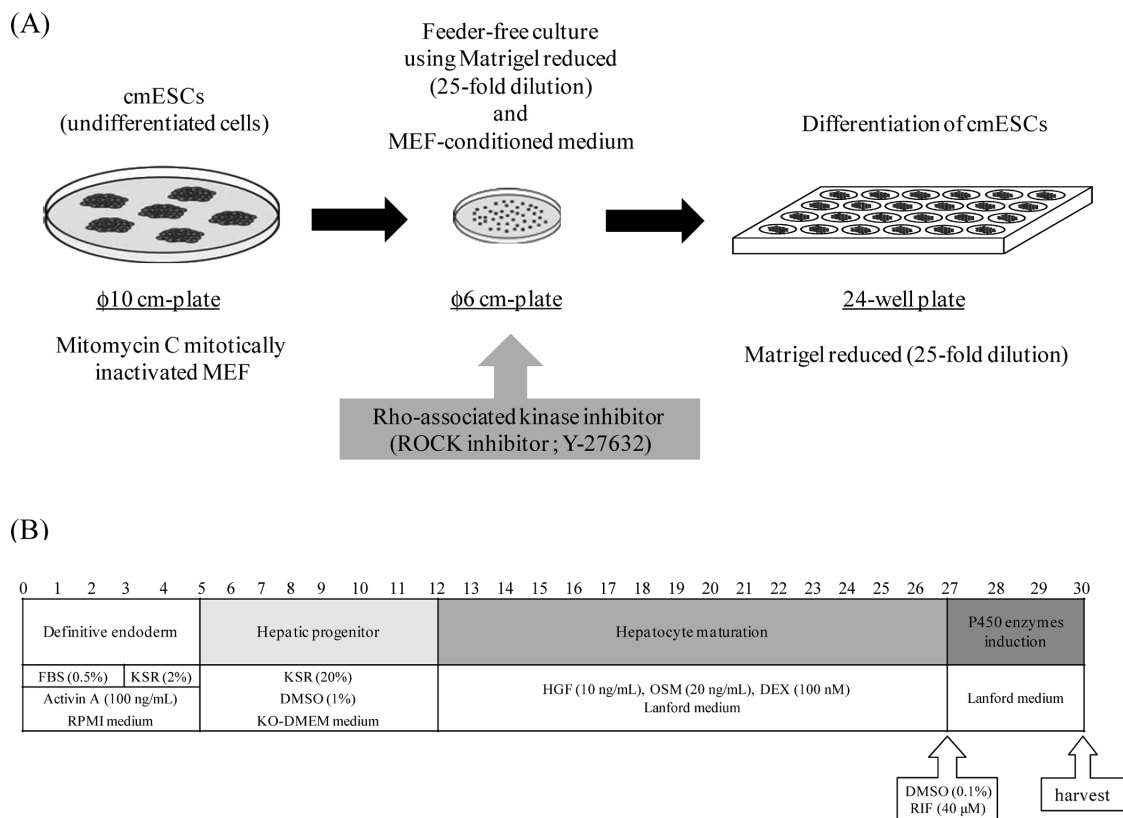 (A)
cmESCs
(undifferentiated cells)
Feeder-free culture
using Matrigel reduced
(25-fold dilution)
and
MEF-conditioned medium
Differentiation of cmESCs
ϕ10 cm-plate
ϕ6 cm-plate
24-well plate
Mitomycin C mitotically
inactivated MEF
Matrigel reduced (25-fold dilution)
Rho-associated kinase inhibitor
(ROCK inhibitor ; Y-27632)
(B)
0 1 2 3 4 5 6 7 8 9 10 11 12 13 14 15 16 17 18 19 20 21 22 23 24 25 26 27 28 29 30
Definitive endoderm
Hepatic progenitor
Hepatocyte maturation
P450 enzymes
induction
FBS (0.5%) KSR (2%)
Activin A (100 ng/mL)
RPMI medium
KSR (20%)
DMSO (1%)
KO-DMEM medium
HGF (10 ng/mL), OSM (20 ng/mL), DEX (100 nM)
Lanford medium
Lanford medium
DMSO (0.1%)
RIF (40 μM)
harvest